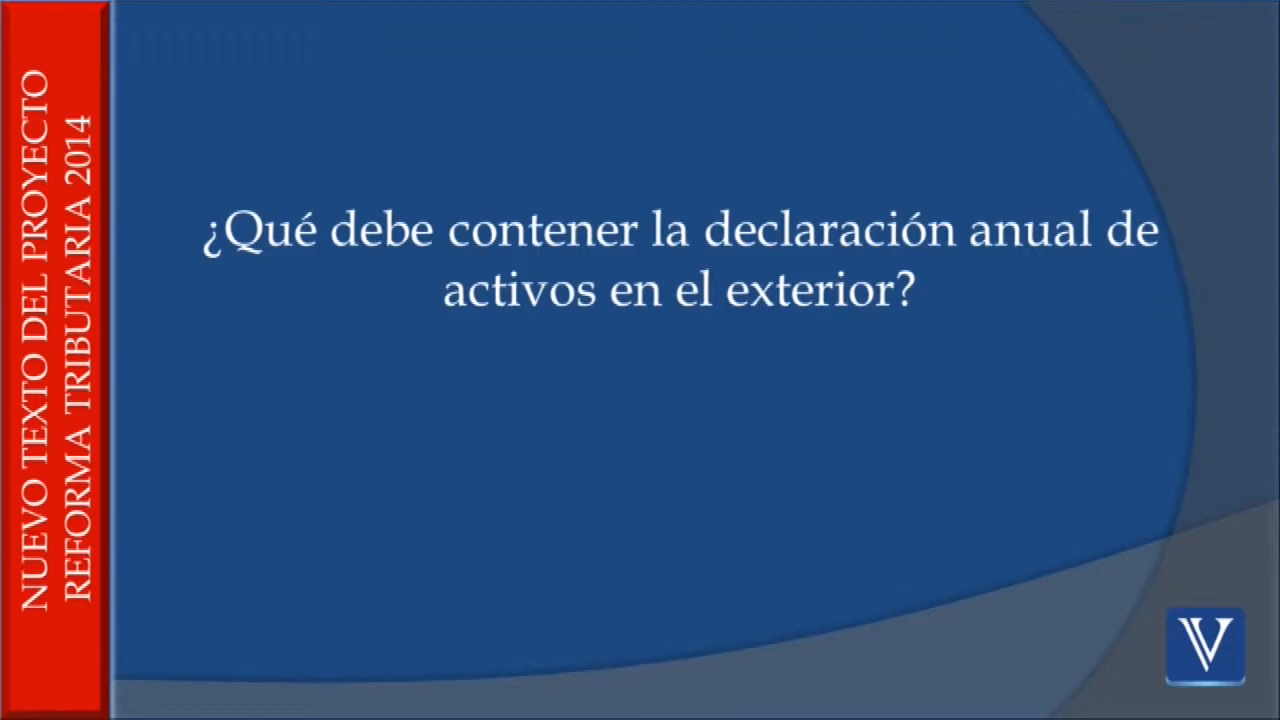 NUEVO TEXTO DEL PROYECTO
REFORMA TRIBUTARIA 2014
¿Qué debe contener la declaración anual de
activos en el exterior?
V